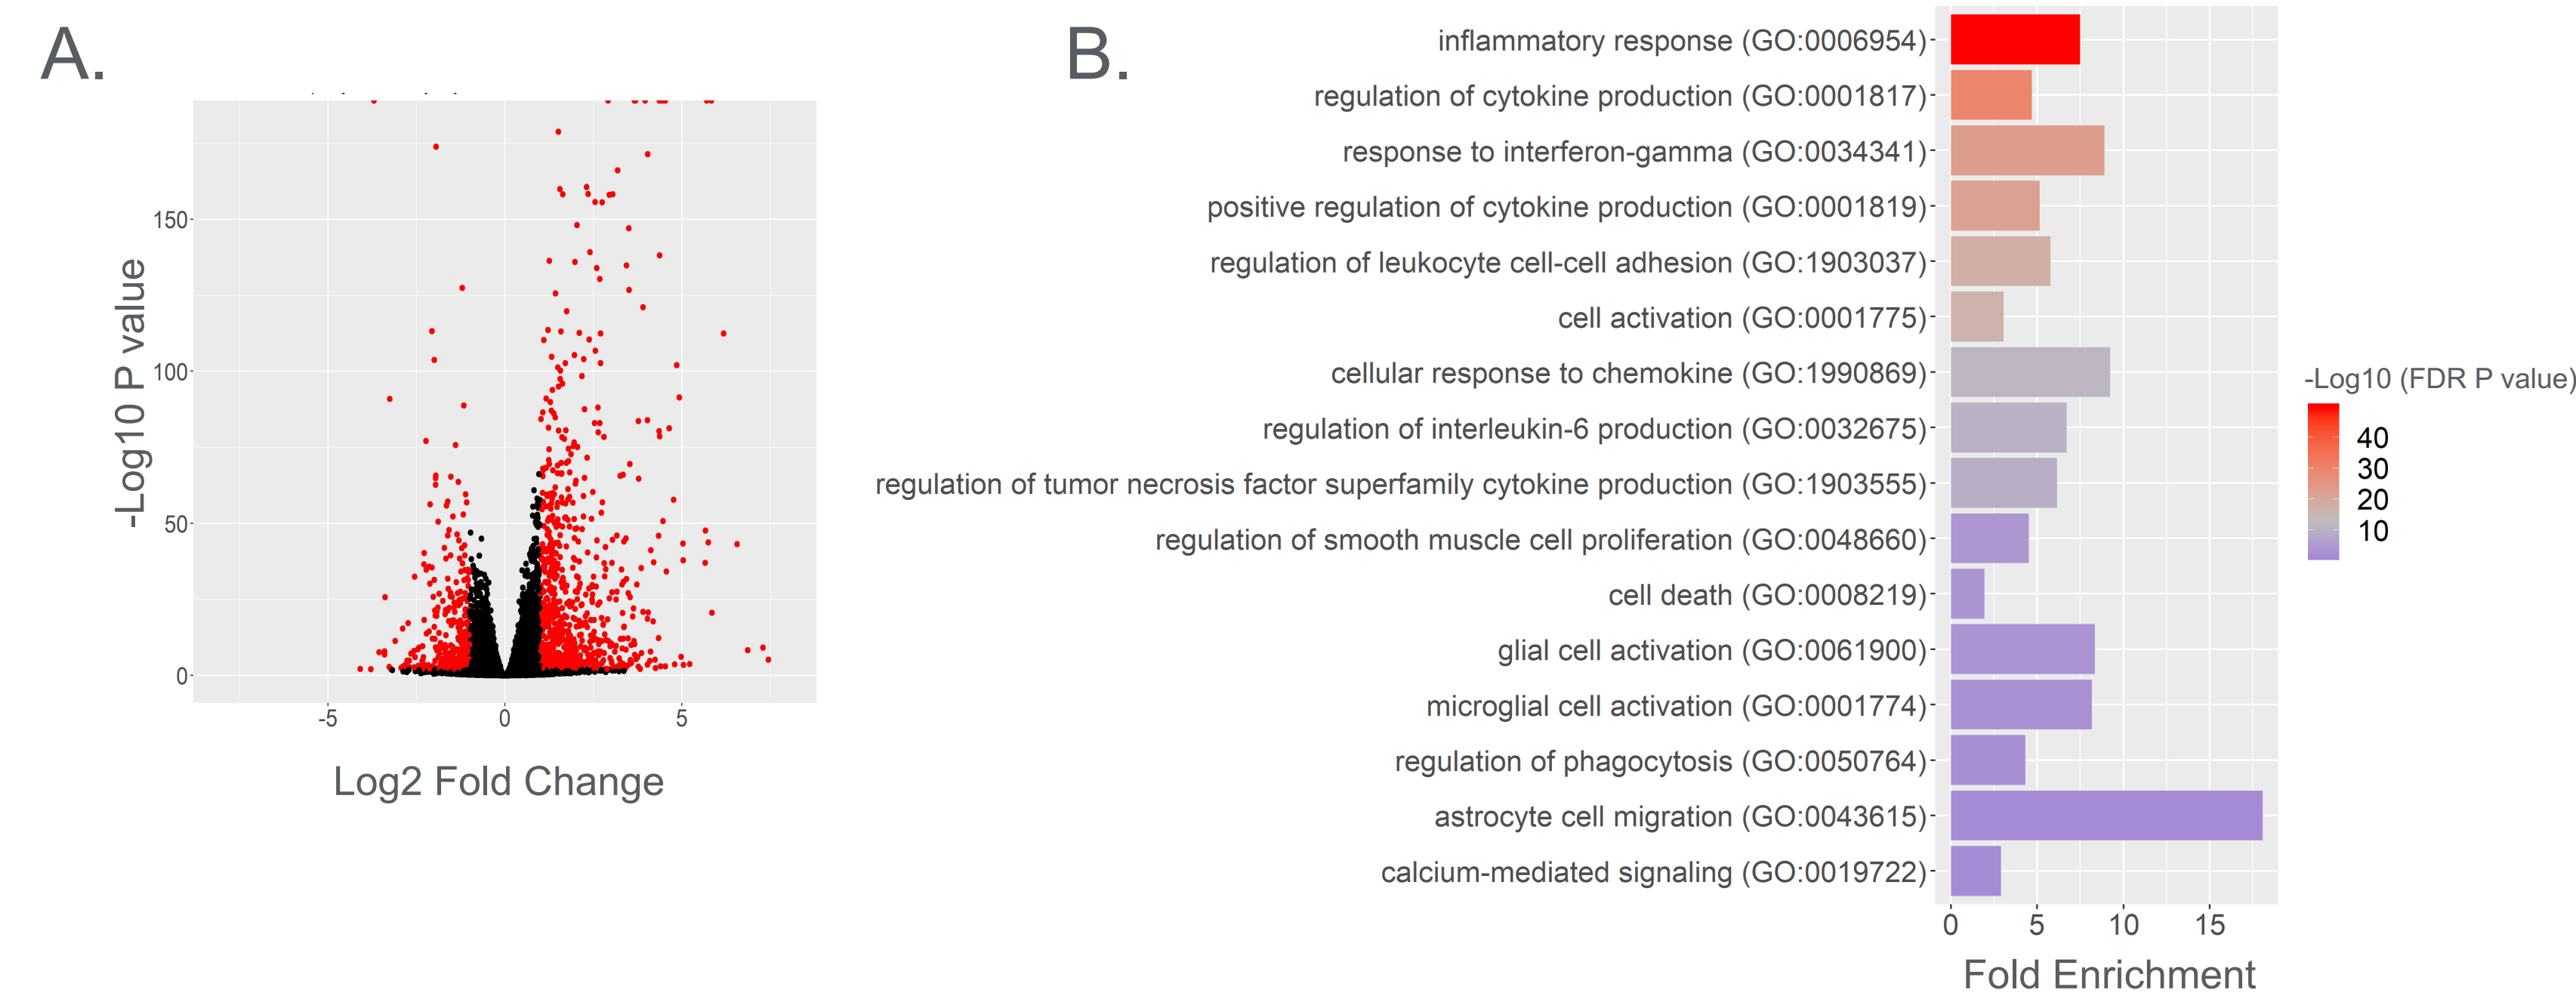 A.
150
100
50
0
-5 0 5
-Log10 P value
Log2 Fold Change
B.
inflammatory response (GO:0006954)
regulation of cytokine production (GO:0001817)
response to interferon-gamma (GO:0034341)
positive regulation of cytokine production (GO:0001819)
regulation of leukocyte cell-cell adhesion (GO:1903037)
cell activation (GO:0001775)
cellular response to chemokine (GO:1990869)
regulation of interleukin-6 production (GO:0032675)
regulation of tumor necrosis factor superfamily cytokine production (GO:1903555)
regulation of smooth muscle cell proliferation (GO:0048660)
cell death (GO:0008219)
glial cell activation (GO:0061900)
microglial cell activation (GO:0001774)
regulation of phagocytosis (GO:0050764)
astrocyte cell migration (GO:0043615)
calcium-mediated signaling (GO:0019722)
0 5 10 15
Fold Enrichment
-Log10 (FDR P value)
40
30
20
10